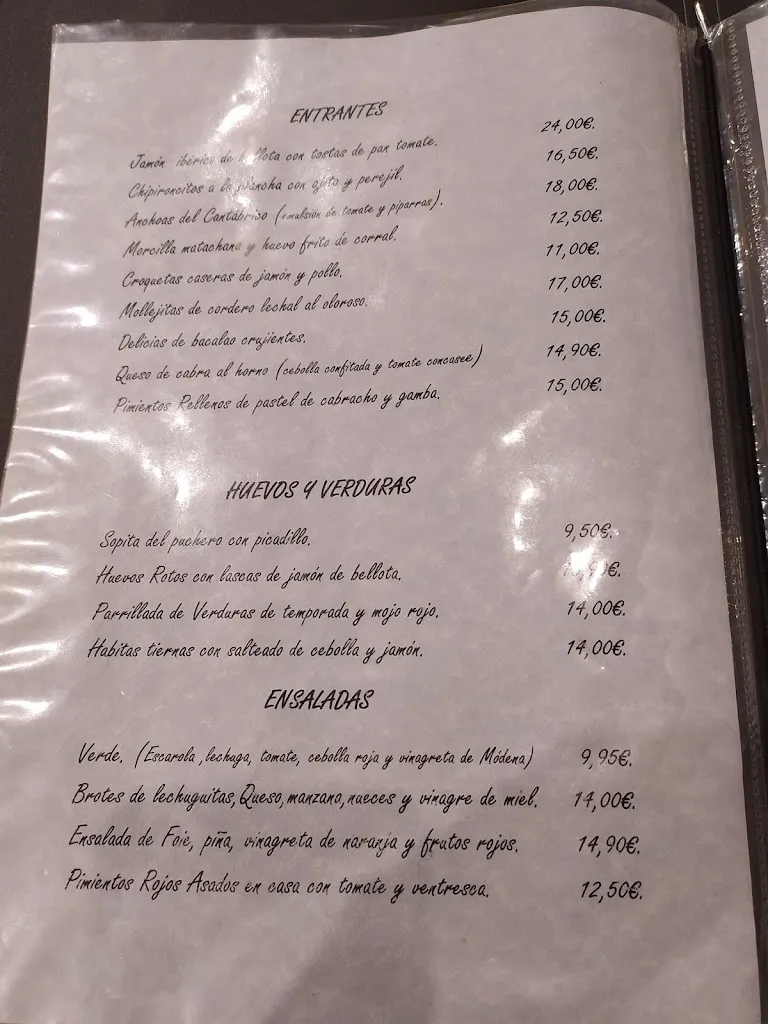 ENTRANTES
Jamón ibérico de bellota con tostas de pan tomate. 24,00€.
Chipironcitos a la plancha con ajito y perejil. 16,50€.
Anchoas del Cantábrico (emulsión de tomate y piparras). 18,00€.
Morcilla matachana y huevo frito de corral. 12,50€.
Croquetas caseras de jamón y pollo. 11,00€.
Mollejitas de cordero lechal al oloroso. 17,00€.
Delicias de bacalao crujientes. 15,00€.
Queso de cabra al horno (cebolla confitada y tomate concasee) 14,90€.
Pimientos Rellenos de pastel de cabracho y gamba. 15,00€.
HUEVOS Y VERDURAS
Sopita del puchero con picadillo. 9,50€.
Huevos Rotos con lascas de jamón de bellota.
Parrillada de Verduras de temporada y mojo rojo. 14,00€.
Habitas tiernas con salteado de cebolla y jamón. 14,00€.
ENSALADAS
Verde. (Escarola ,lechuga, tomate, cebolla roja y vinagreta de Módena) 9,95€.
Brotes de lechuguitas,Queso,manzana,nueces y vinagre de miel. 14,00€.
Ensalada de Foie, piña, vinagreta de naranja y frutos rojos. 14,90€.
Pimientos Rojos Asados en casa con tomate y ventresca. 12,50€.